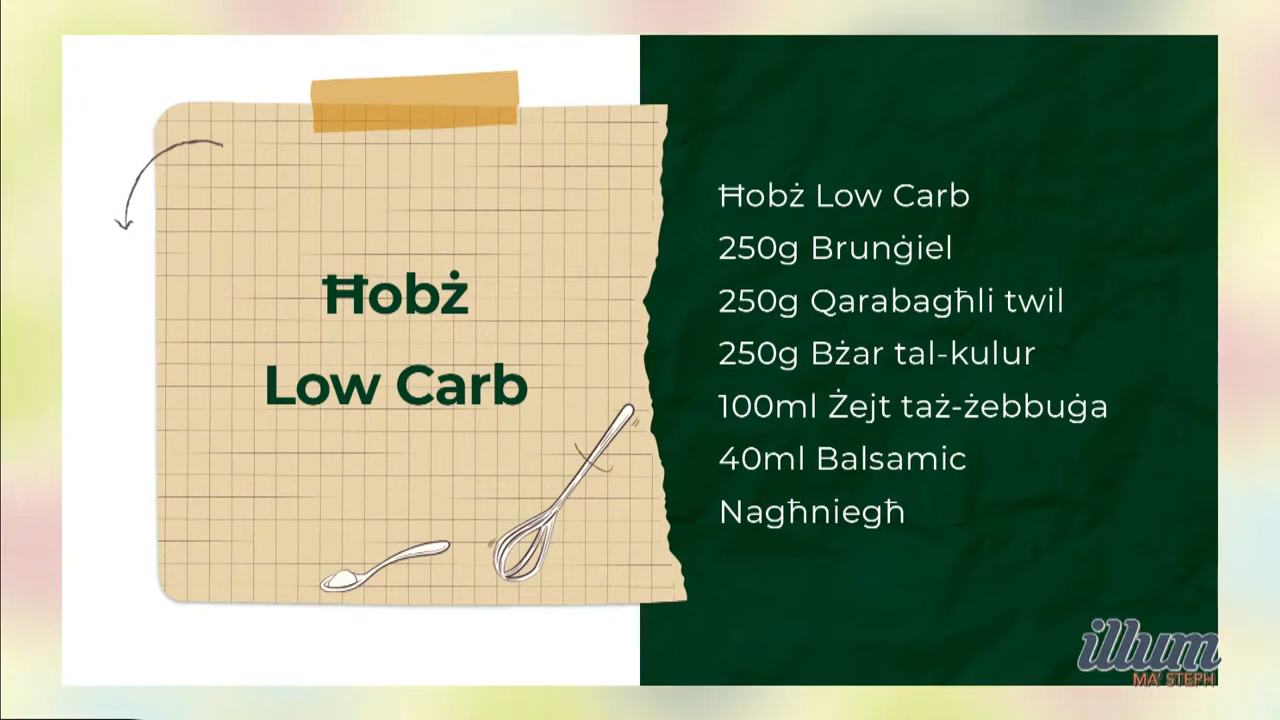 Ħobż
Low Carb
Ħobż Low Carb
250g Brunġiel
250g Qarabagħli twil
250g Bżar tal-kulur
100ml Żejt taż-żebbuġa
40ml Balsamic
Nagħniegħ
illum
MA' STEPH